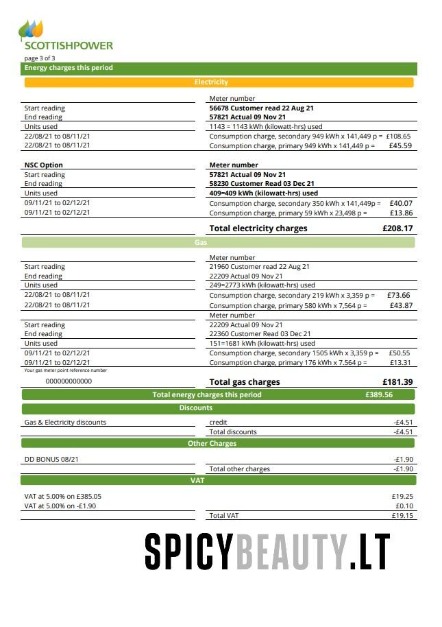 SCOTTISHPOWER
page 3 of 3
Energy charges this period
Electricity
Meter number
Start reading 56678 Customer read 22 Aug 21
End reading 57821 Actual 09 Nov 21
Units used 1143 = 1143 kWh (kilowatt-hrs) used
22/08/21 to 08/11/21 Consumption charge, secondary 949 kWh x 141,449 p = £108.65
22/08/21 to 08/11/21 Consumption charge, primary 949 kWh x 141,449 p = £45.59
NSC Option Meter number
Start reading 57821 Actual 09 Nov 21
End reading 58230 Customer Read 03 Dec 21
Units used 409=409 kWh (kilowatt-hrs) used
09/11/21 to 02/12/21 Consumption charge, secondary 350 kWh x 141,449p = £40.07
09/11/21 to 02/12/21 Consumption charge, primary 59 kWh x 23,498 p = £13.86
Total electricity charges £208.17
Gas
Meter number
Start reading 21960 Customer read 22 Aug 21
End reading 22209 Actual 09 Nov 21
Units used 249=2773 kWh (kilowatt-hrs) used
22/08/21 to 08/11/21 Consumption charge, secondary 219 kWh x 3,359 p = £73.66
22/08/21 to 08/11/21 Consumption charge, primary 580 kWh x 7,564 p = £43.87
Meter number
Start reading 22209 Actual 09 Nov 21
End reading 22360 Customer Read 03 Dec 21
Units used 151=1681 kWh (kilowatt-hrs) used
09/11/21 to 02/12/21 Consumption charge, secondary 1505 kWh x 3,359 p = £50.55
09/11/21 to 02/12/21 Consumption charge, primary 176 kWh x 7.564 p = £13.31
Your gas meter point reference number
000000000000 Total gas charges £181.39
Total energy charges this period £389.56
Discounts
Gas & Electricity discounts credit -£4.51
Total discounts -£4.51
Other Charges
DD BONUS 08/21 -£1.90
Total other charges -£1.90
VAT
VAT at 5.00% on £385.05 £19.25
VAT at 5.00% on -£1.90 £0.10
Total VAT £19.15
SPICYBEAUTY.LT